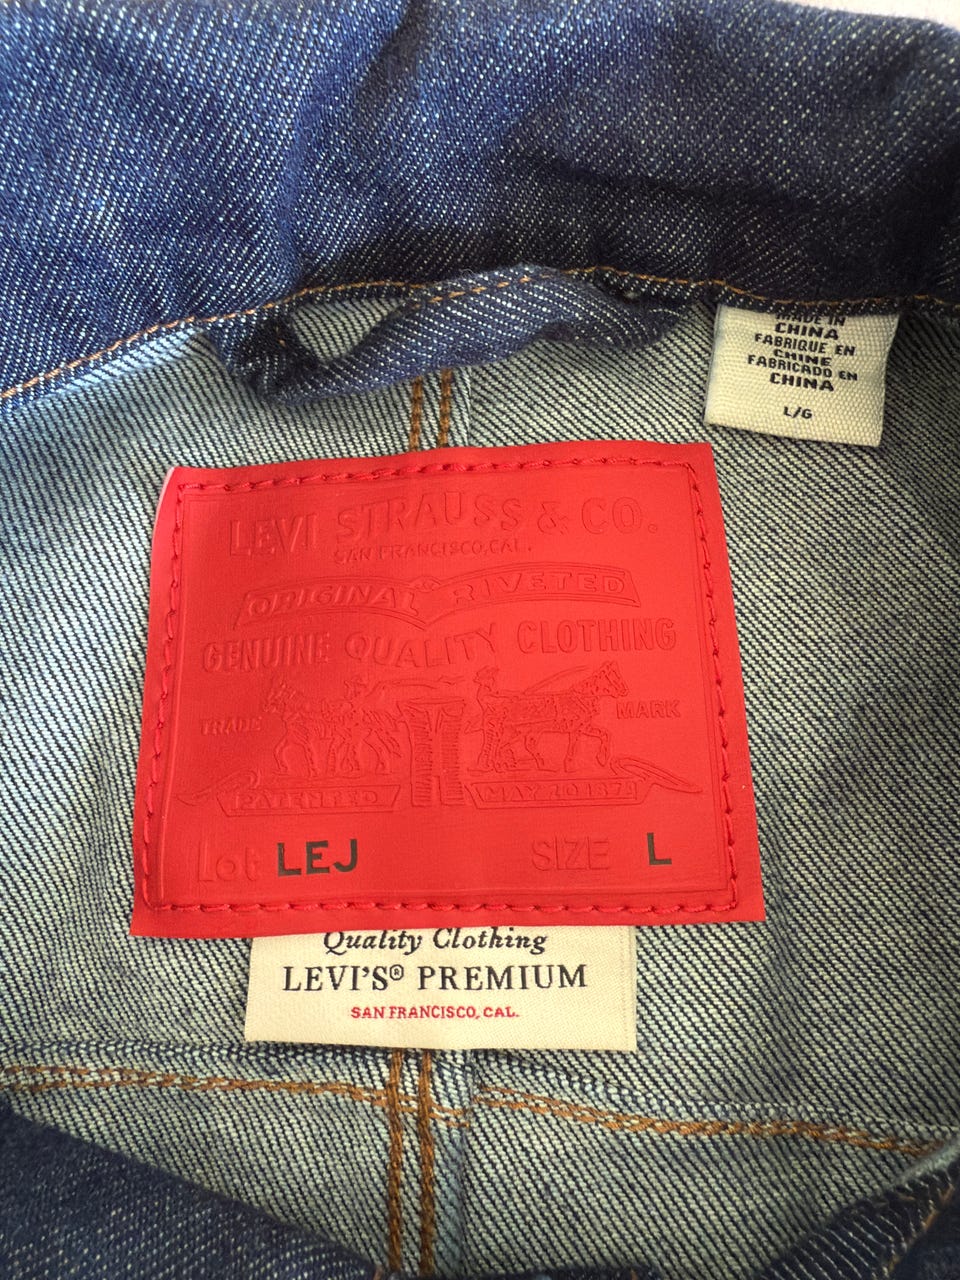 MADE IN
CHINA
FABRIQUE EN
CHINE
FABRICADO EN
CHINA
L/G
LEVI STRAUSS & CO.
SAN FRANCISCO, CAL.
ORIGINAL RIVETED
GENUINE QUALITY CLOTHING
TRADE MARK
PATENTED MAY 20 1873
Lot LEJ SIZE L
Quality Clothing
LEVI'S® PREMIUM
SAN FRANCISCO, CAL.